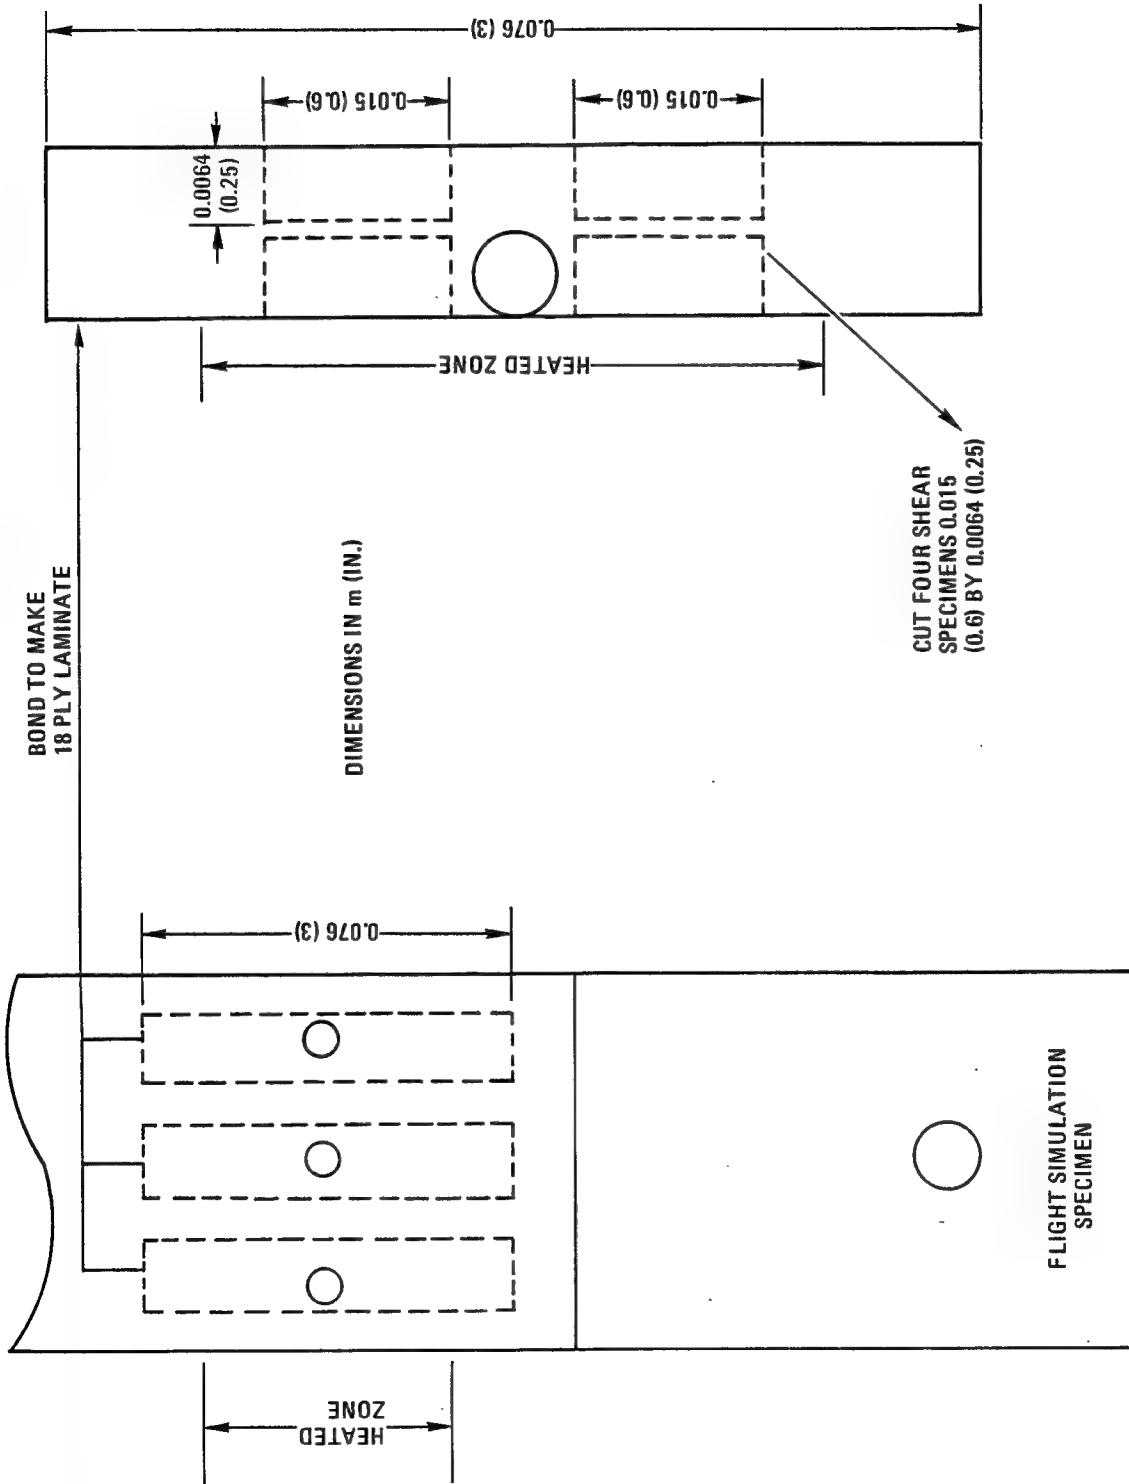 BOND TO MAKE
18 PLY LAMINATE
0.076 (3)
0.015 (0.6)
0.015 (0.6)
0.0064
(0.25)
HEATED ZONE
DIMENSIONS IN m (IN.)
CUT FOUR SHEAR
SPECIMENS 0.015
(0.6) BY 0.0064 (0.25)
0.076 (3)
HEATED
ZONE
FLIGHT SIMULATION
SPECIMEN